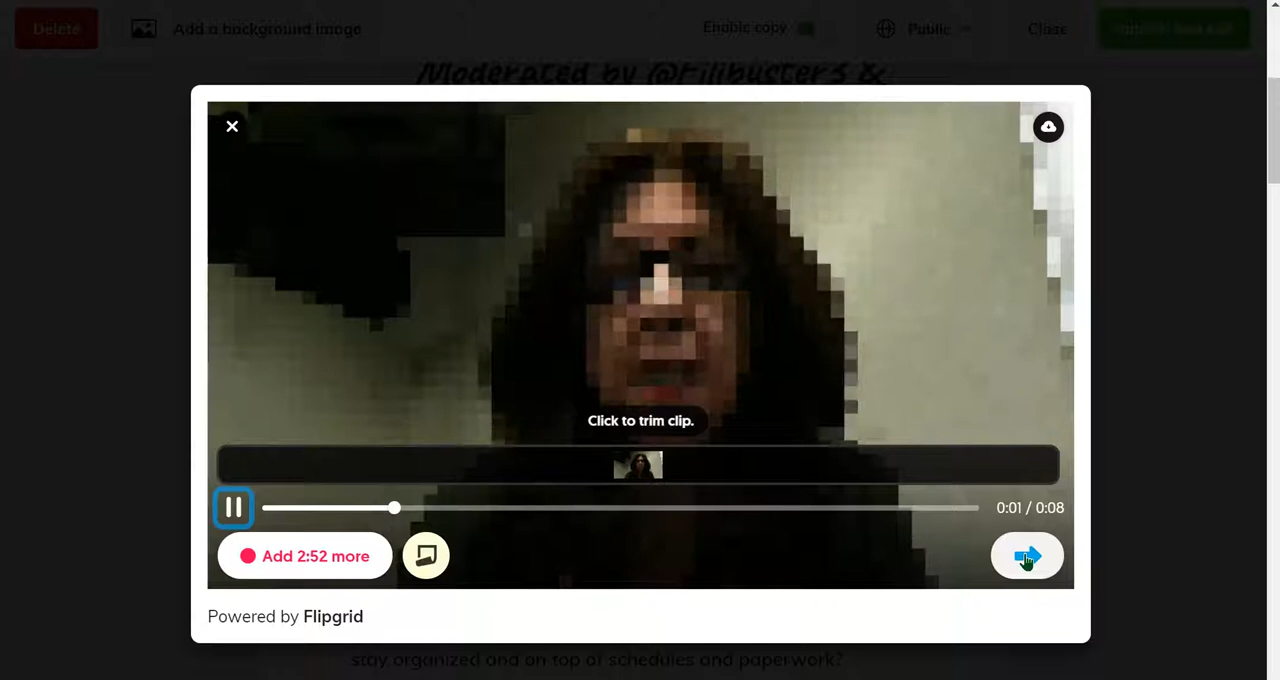 Delete
Add a background image
Enable copy
Public
Close
Moderated by @Filibuster3 &
Click to trim clip.
0:01 / 0:08
Add 2:52 more
Powered by Flipgrid
stay organized and on top of schedules and paperwork?